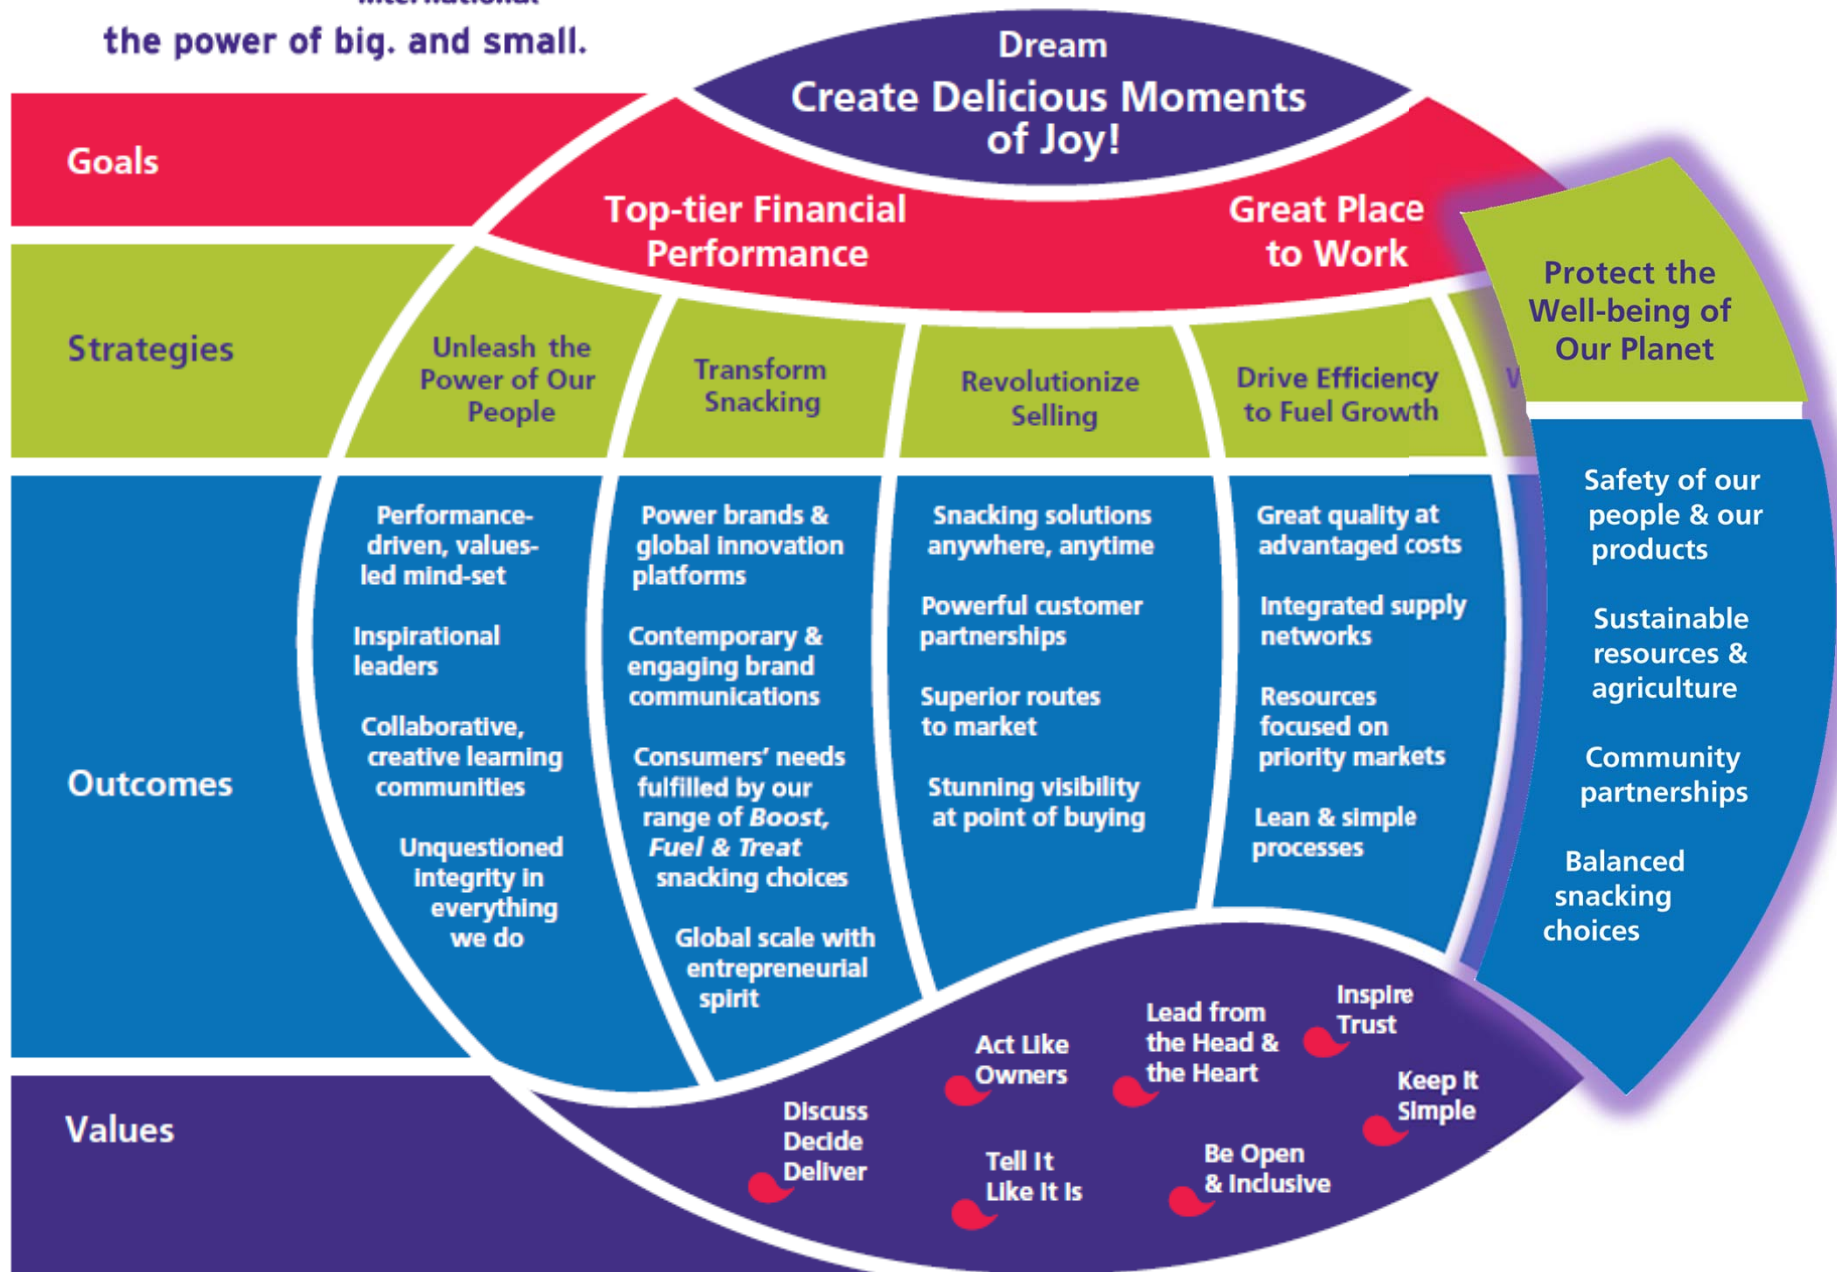 International
the power of big. and small.
Dream
Create Delicious Moments
of Joy!
Goals
Top-tier Financial
Performance
Great Place
to Work
Strategies
Unleash the
Power of Our
People
Transform
Snacking
Revolutionize
Selling
Drive Efficiency
to Fuel Growth
Protect the
Well-being of
Our Planet
Outcomes
Performance-
driven, values-
led mind-set
Inspirational
leaders
Collaborative,
creative learning
communities
Unquestioned
integrity in
everything
we do
Power brands &
global innovation
platforms
Contemporary &
engaging brand
communications
Consumers’ needs
fulfilled by our
range of Boost,
Fuel & Treat
snacking choices
Global scale with
entrepreneurial
spirit
Snacking solutions
anywhere, anytime
Powerful customer
partnerships
Superior routes
to market
Stunning visibility
at point of buying
Great quality at
advantaged costs
Integrated supply
networks
Resources
focused on
priority markets
Lean & simple
processes
Safety of our
people & our
products
Sustainable
resources &
agriculture
Community
partnerships
Balanced
snacking
choices
Values
Discuss
Decide
Deliver
Act Like
Owners
Tell It
Like It Is
Lead from
the Head &
the Heart
Be Open
& Inclusive
Inspire
Trust
Keep It
Simple